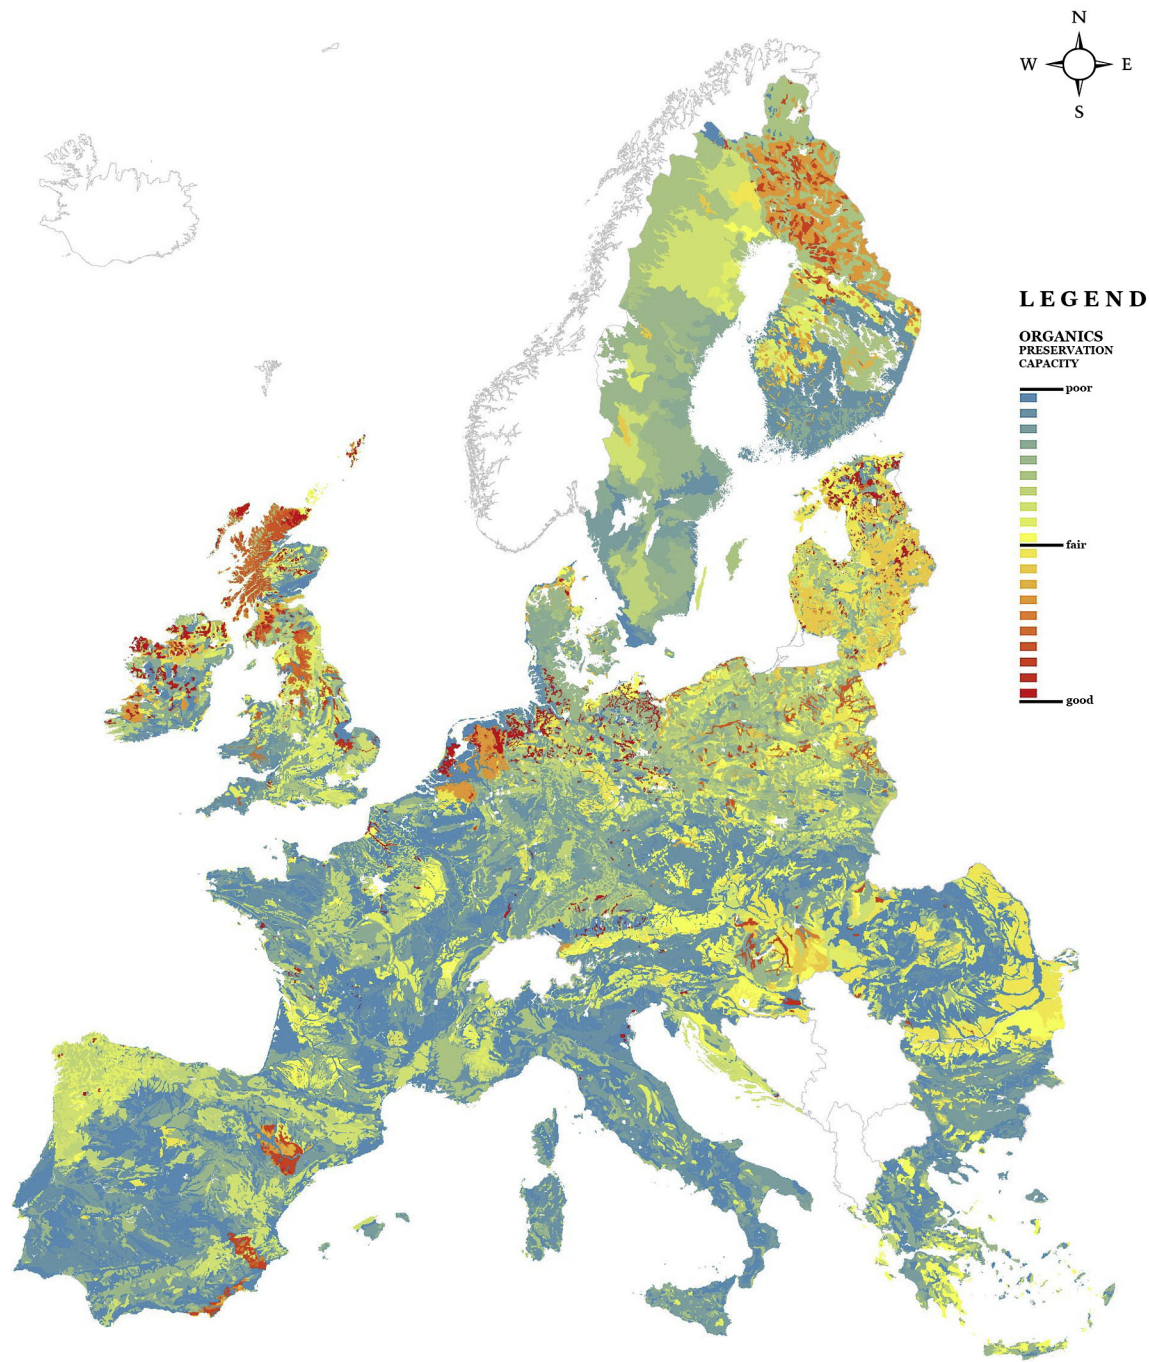 N
W E
S
LEGEND
ORGANICS
PRESERVATION
CAPACITY
poor
fair
good